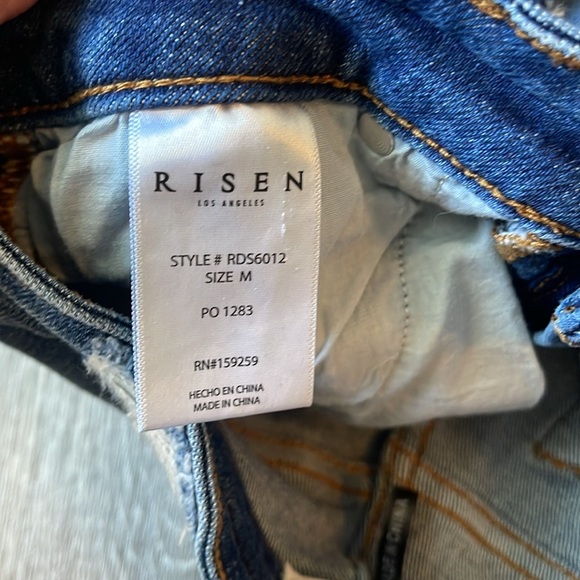 RISEN
LOS ANGELES
STYLE # RDS6012
SIZE M
PO 1283
RN#159259
HECHO EN CHINA
MADE IN CHINA